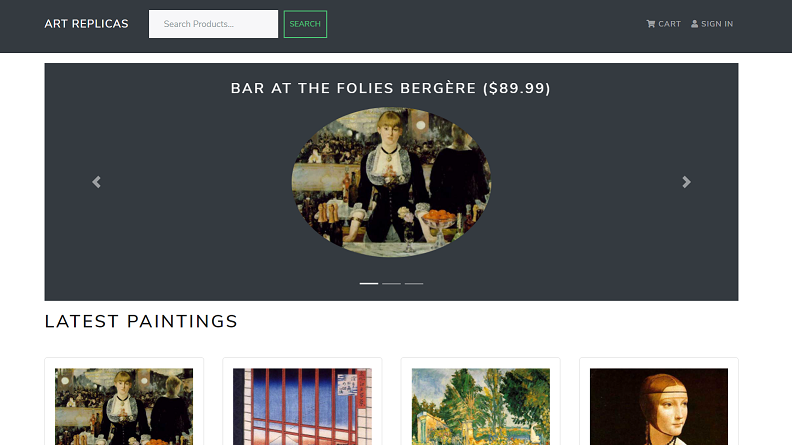 ART REPLICAS
Search Products...
SEARCH
CART
SIGN IN
BAR AT THE FOLIES BERGÈRE ($89.99)
LATEST PAINTINGS